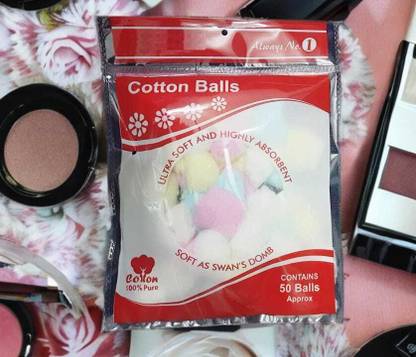 Always No. 1
Cotton Balls
ULTRA SOFT AND HIGHLY ABSORBENT
SOFT AS SWAN'S DOMB
Cotton
100% Pure
CONTAINS
50 Balls
Approx